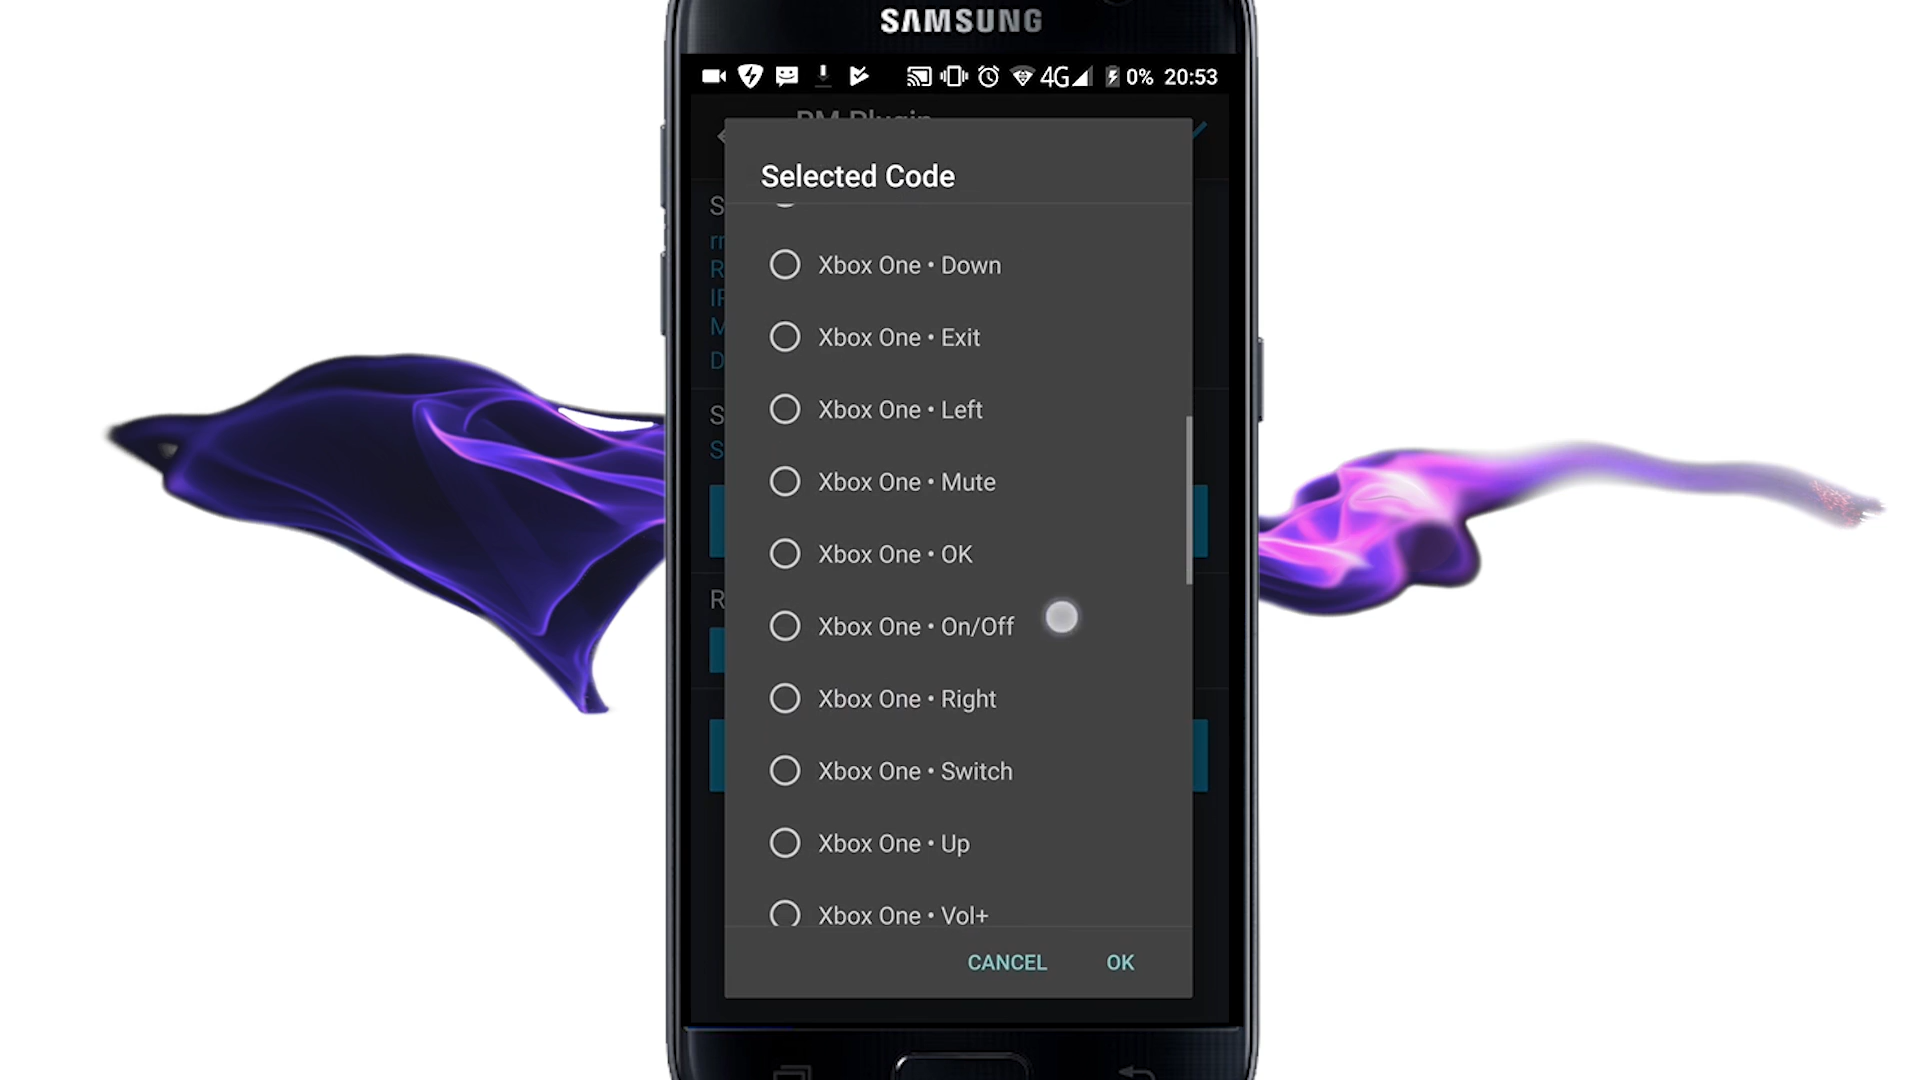 SAMSUNG
4G 0% 20:53
RM Plugin
Selected Code
S
R
M
D
Xbox One • Down
Xbox One • Exit
Xbox One • Left
S
S
Xbox One • Mute
Xbox One • OK
R
Xbox One • On/Off
Xbox One • Right
Xbox One • Switch
Xbox One • Up
Xbox One • Vol+
CANCEL OK